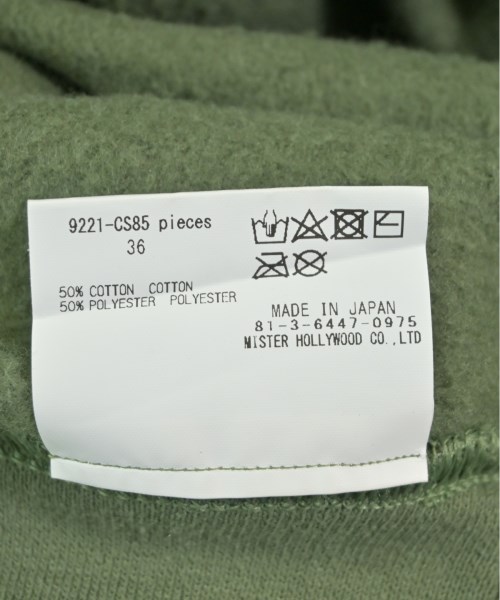 9221-CS85 pieces
36
50% COTTON COTTON
50% POLYESTER POLYESTER
MADE IN JAPAN
81-3-6447-0975
MISTER HOLLYWOOD CO.,LTD